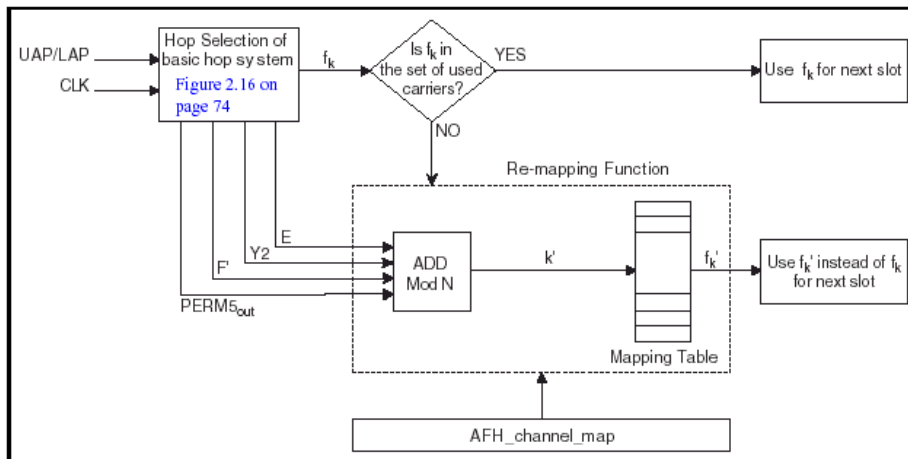 UAP/LAP
CLK
Hop Selection of
basic hop system
Figure 2.16 on
page 74
fk
Is fk in
the set of used
carriers?
YES
Use fk for next slot
NO
Re-mapping Function
E
Y2
F'
PERM5out
ADD
Mod N
k'
fk'
Mapping Table
Use fk' instead of fk
for next slot
AFH_channel_map